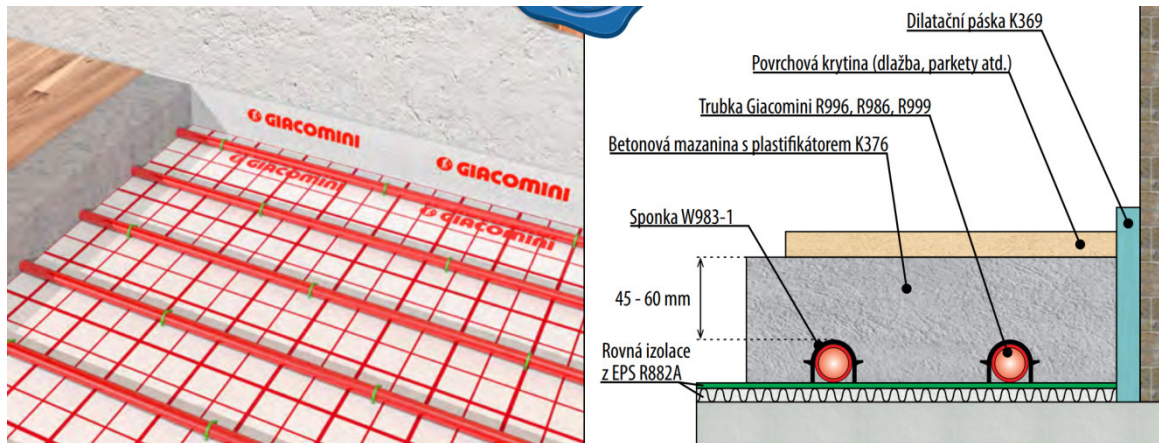 GIACOMINI
GIACOMINI
GIACOMINI
GIACOMINI
Dilatační páska K369
Povrchová krytina (dlažba, parkety atd.)
Trubka Giacomini R996, R986, R999
Betonová mazanina s plastifikátorem K376
Sponka W983-1
45 - 60 mm
Rovná izolace
z EPS R882A